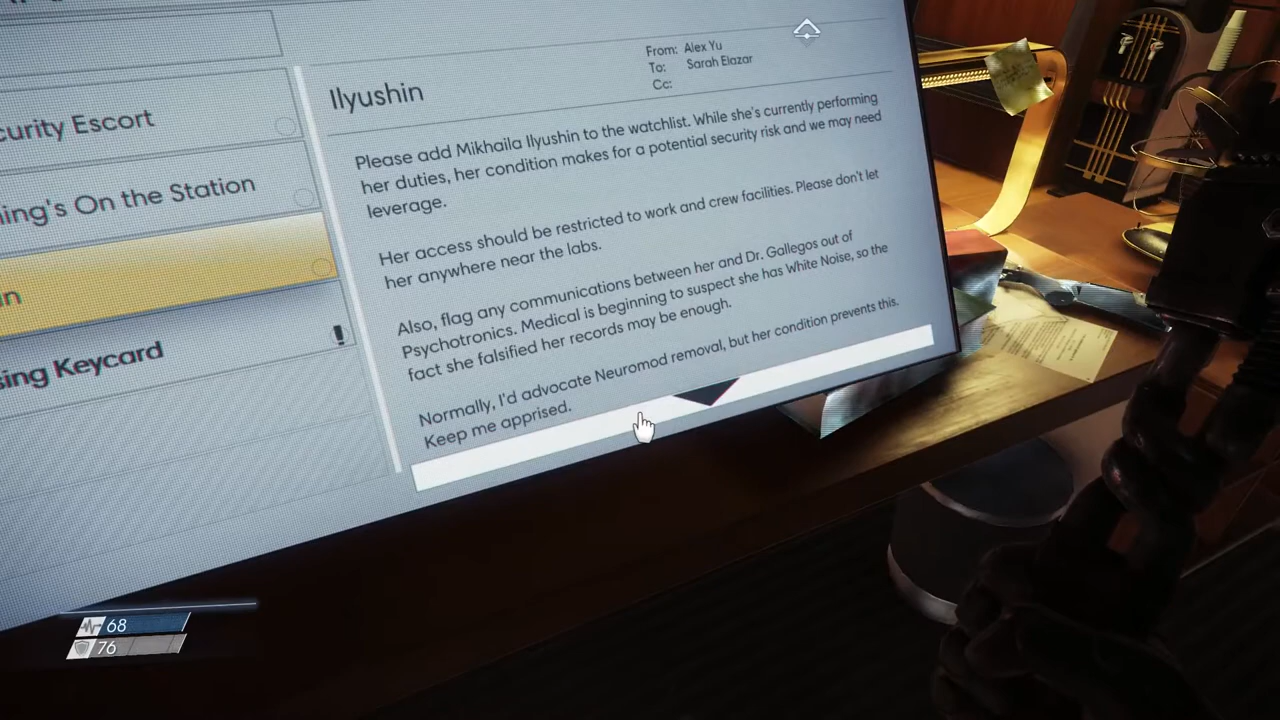 From: Alex Yu
To: Sarah Elazar
Cc:
Ilyushin
Please add Mikhaila Ilyushin to the watchlist. While she's currently performing
her duties, her condition makes for a potential security risk and we may need
leverage.
Her access should be restricted to work and crew facilities. Please don't let
her anywhere near the labs.
Also, flag any communications between her and Dr. Gallegos out of
Psychotronics. Medical is beginning to suspect she has White Noise, so the
fact she falsified her records may be enough.
Normally, I'd advocate Neuromod removal, but her condition prevents this.
Keep me apprised.
curity Escort
ning's On the Station
in
sing Keycard
!
68
76